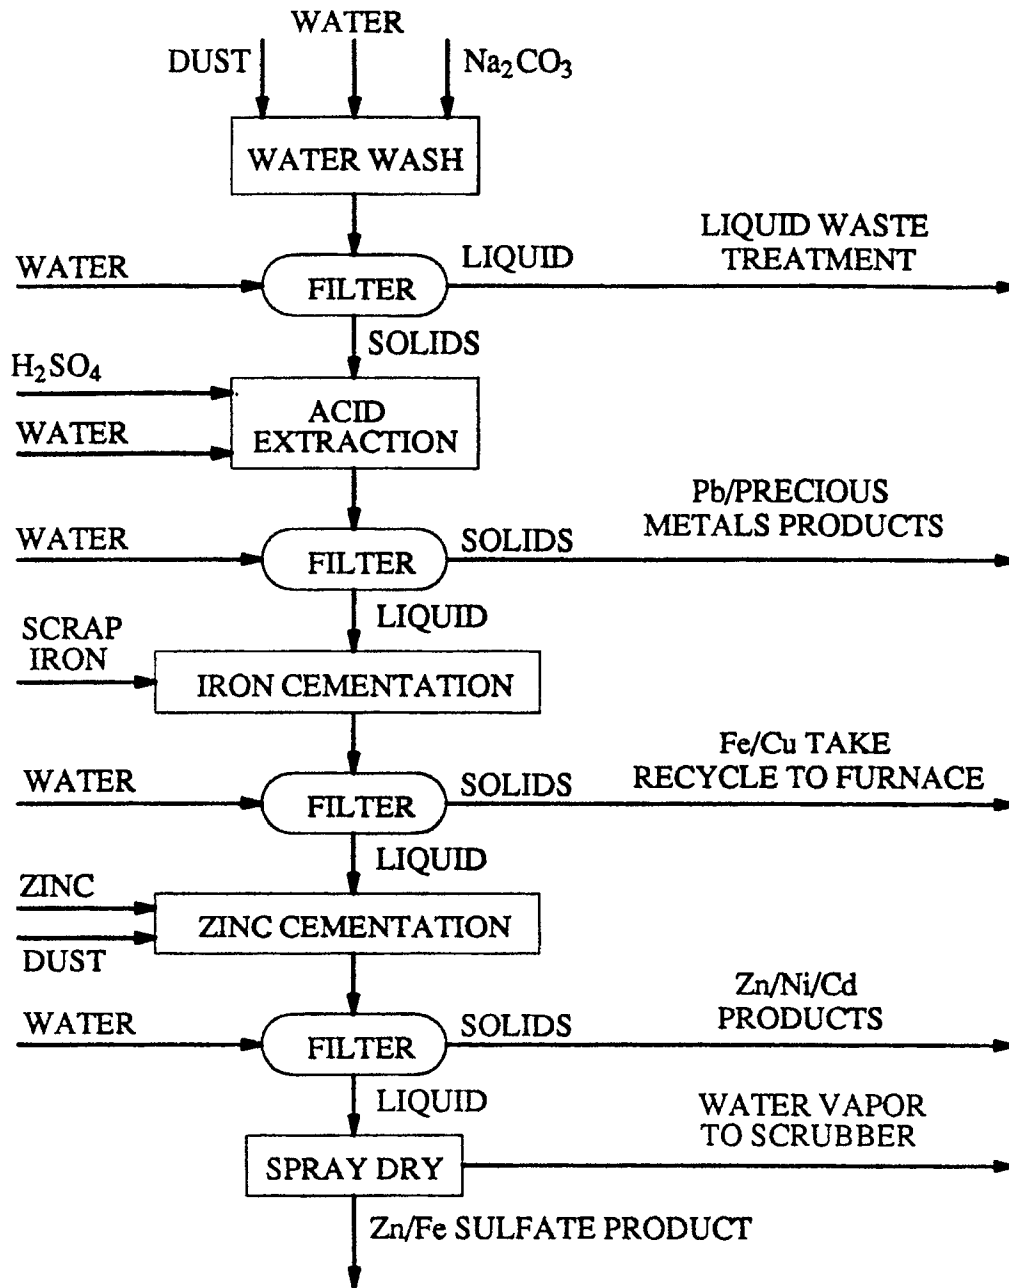 WATER
DUST
Na₂CO₃
WATER WASH
LIQUID WASTE
TREATMENT
WATER
LIQUID
FILTER
SOLIDS
H₂SO₄
ACID
EXTRACTION
WATER
Pb/PRECIOUS
METALS PRODUCTS
WATER
SOLIDS
FILTER
LIQUID
SCRAP
IRON
IRON CEMENTATION
Fe/Cu TAKE
RECYCLE TO FURNACE
WATER
SOLIDS
FILTER
LIQUID
ZINC
ZINC CEMENTATION
DUST
Zn/Ni/Cd
PRODUCTS
WATER
SOLIDS
FILTER
LIQUID
WATER VAPOR
TO SCRUBBER
SPRAY DRY
Zn/Fe SULFATE PRODUCT